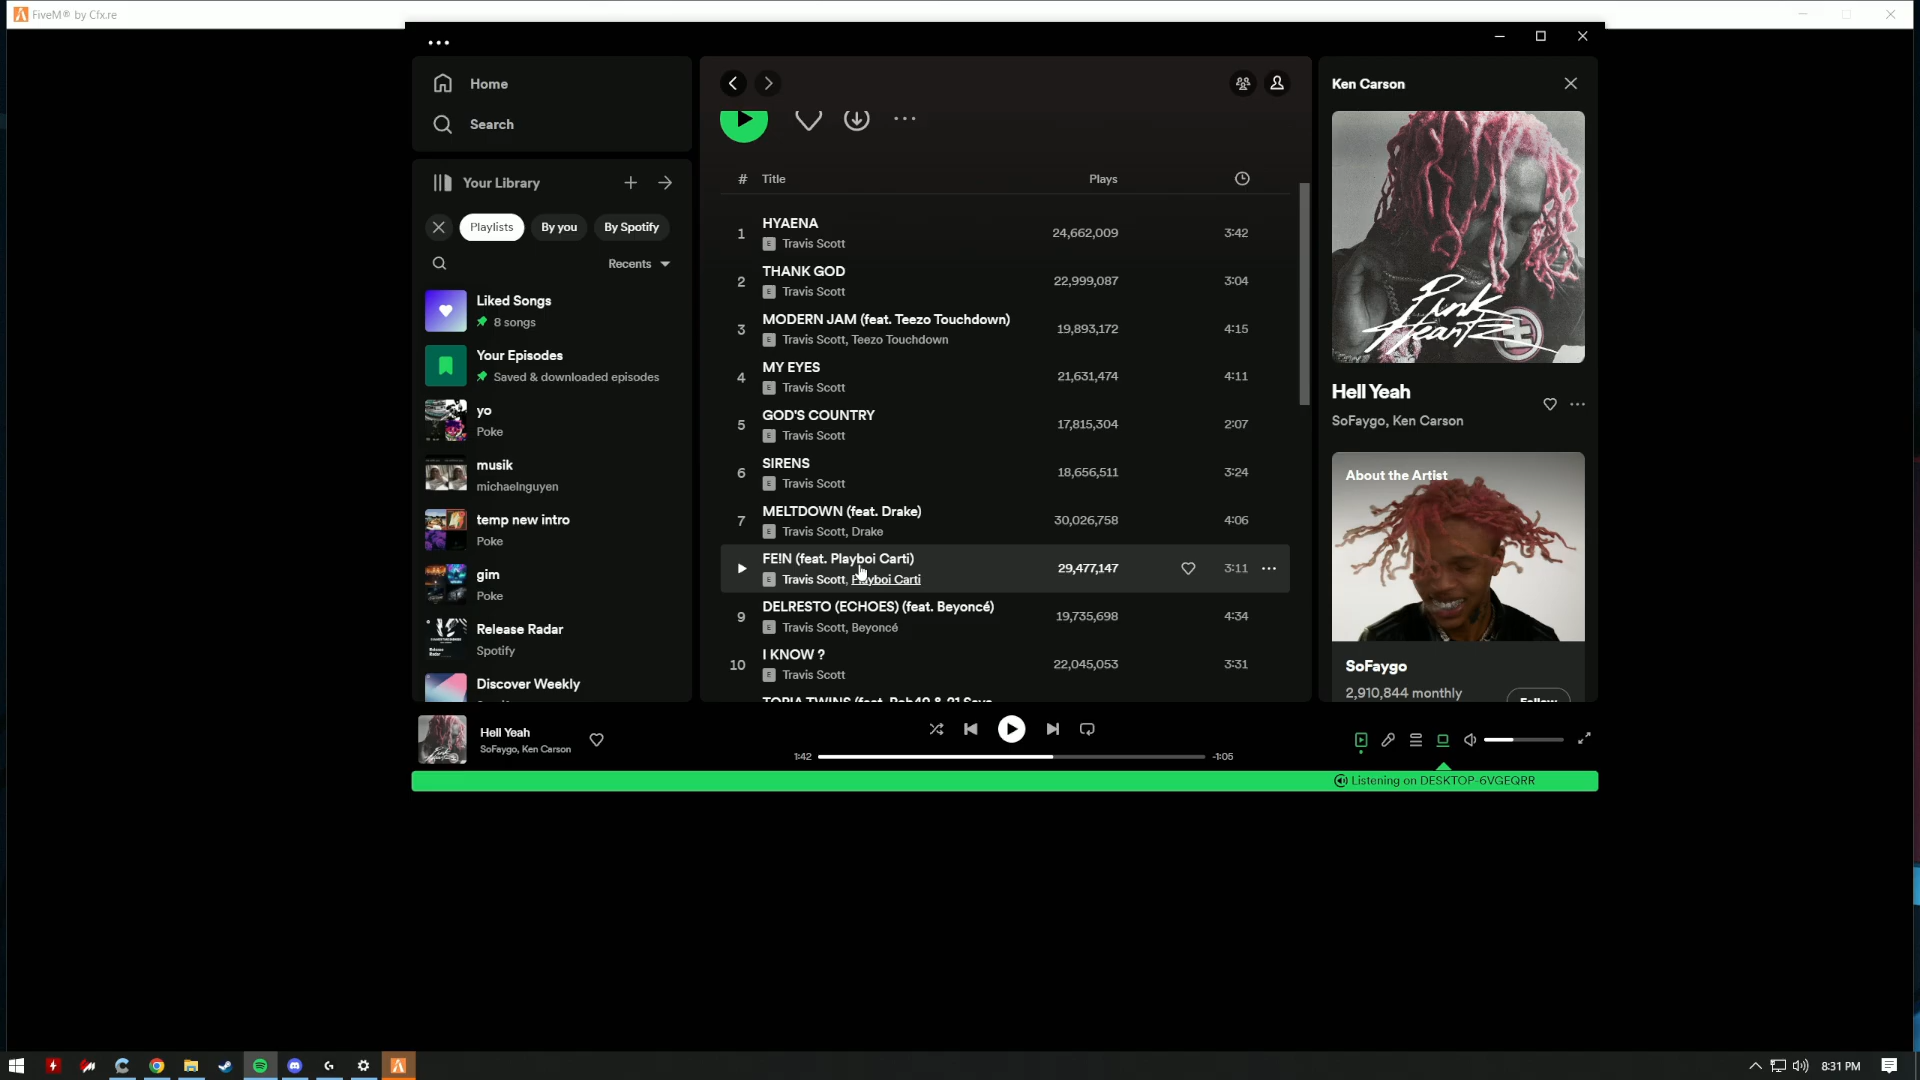 FiveM® by Cfx.re
Home
Search
Your Library
Playlists
By you
By Spotify
Recents
Liked Songs
8 songs
Your Episodes
Saved & downloaded episodes
yo
Poke
musik
michaelnguyen
temp new intro
Poke
gim
Poke
Release Radar
Spotify
Discover Weekly
# Title Plays
1 HYAENA 24,662,009 3:42
E Travis Scott
2 THANK GOD 22,999,087 3:04
E Travis Scott
3 MODERN JAM (feat. Teezo Touchdown) 19,893,172 4:15
E Travis Scott, Teezo Touchdown
4 MY EYES 21,631,474 4:11
E Travis Scott
5 GOD'S COUNTRY 17,815,304 2:07
E Travis Scott
6 SIRENS 18,656,511 3:24
E Travis Scott
7 MELTDOWN (feat. Drake) 30,026,758 4:06
E Travis Scott, Drake
FE!N (feat. Playboi Carti) 29,477,147 3:11
E Travis Scott, Playboi Carti
9 DELRESTO (ECHOES) (feat. Beyoncé) 19,735,698 4:34
E Travis Scott, Beyoncé
10 I KNOW ? 22,045,053 3:31
E Travis Scott
Ken Carson
Pink
HeartZ
Hell Yeah
SoFaygo, Ken Carson
About the Artist
SoFaygo
2,910,844 monthly
Follow
Hell Yeah
SoFaygo, Ken Carson
1:42
-1:05
Listening on DESKTOP-6VGEQRR
8:31 PM